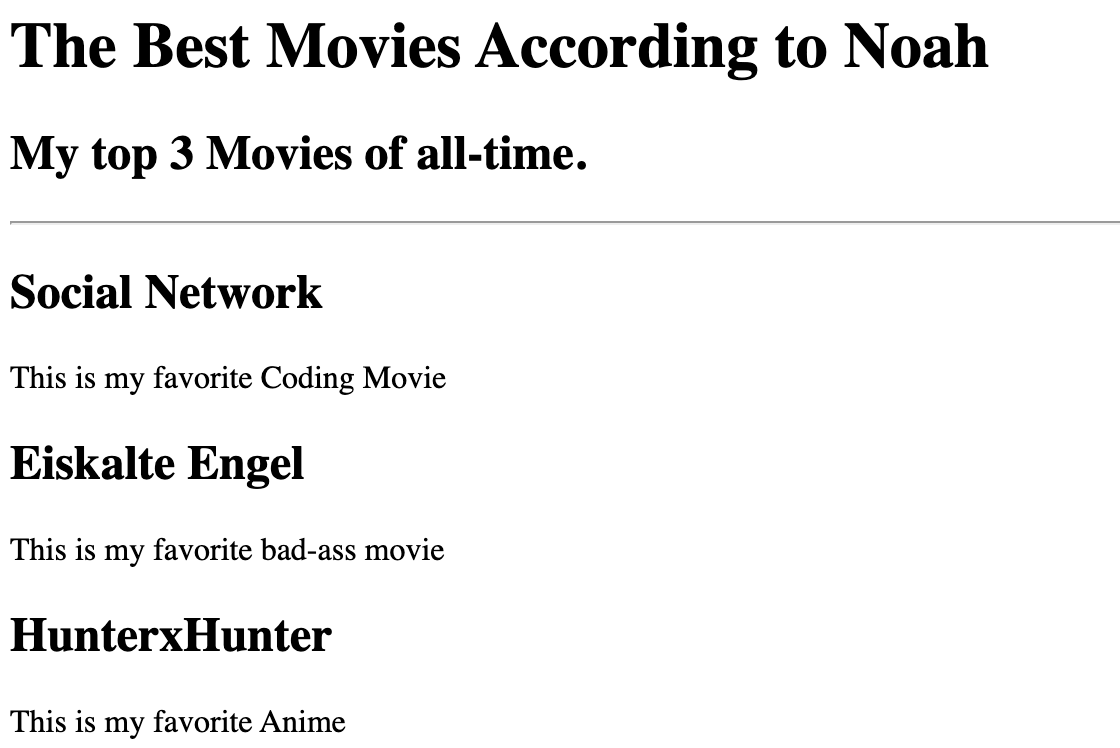 The Best Movies According to Noah
My top 3 Movies of all-time.
Social Network
This is my favorite Coding Movie
Eiskalte Engel
This is my favorite bad-ass movie
HunterxHunter
This is my favorite Anime